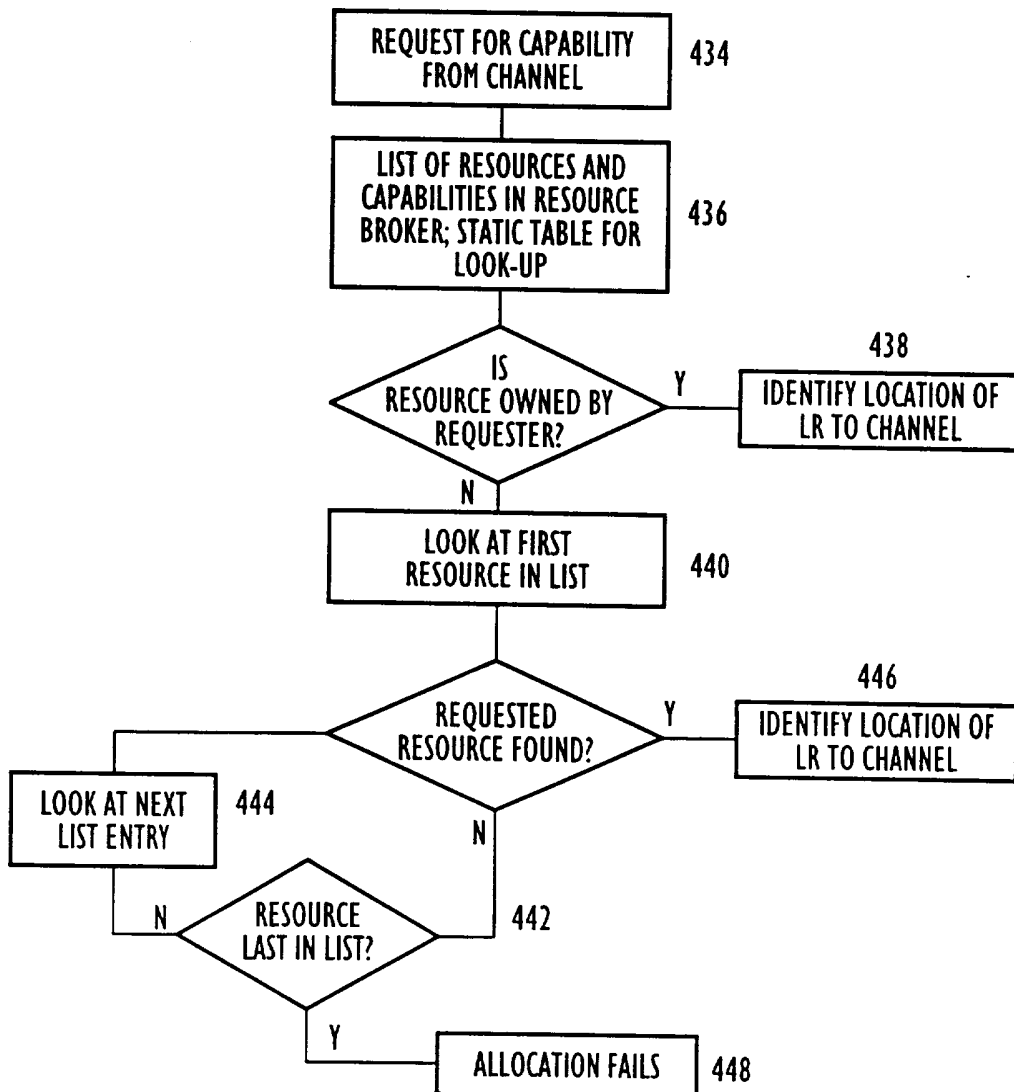 REQUEST FOR CAPABILITY
FROM CHANNEL
434
LIST OF RESOURCES AND
CAPABILITIES IN RESOURCE
BROKER; STATIC TABLE FOR
LOOK-UP
436
IS
RESOURCE OWNED BY
REQUESTER?
Y
438
IDENTIFY LOCATION OF
LR TO CHANNEL
N
LOOK AT FIRST
RESOURCE IN LIST
440
REQUESTED
RESOURCE FOUND?
Y
446
IDENTIFY LOCATION OF
LR TO CHANNEL
LOOK AT NEXT
LIST ENTRY
444
N
N
RESOURCE
LAST IN LIST?
442
Y
ALLOCATION FAILS
448